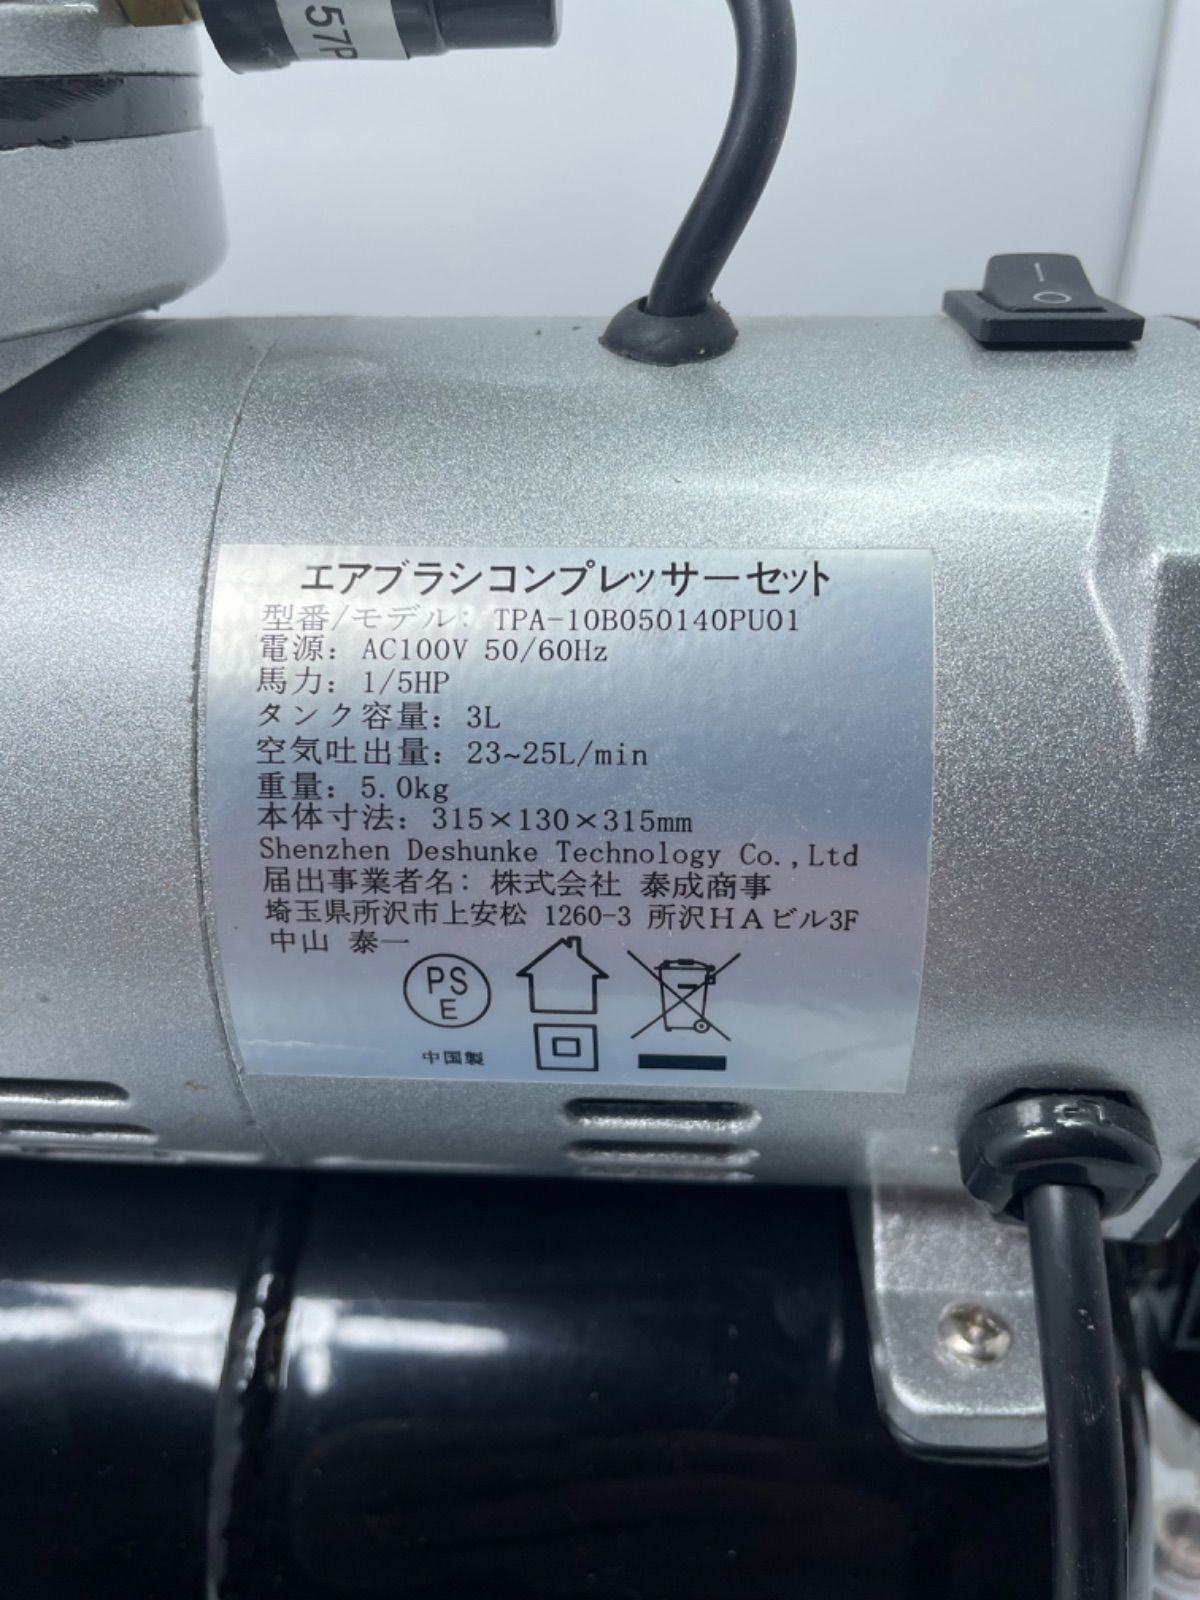 57P
エアブラシコンプレッサーセット
型番/モデル: TPA-10B050140PU01
電源: AC100V 50/60Hz
馬力: 1/5HP
タンク容量: 3L
空気吐出量: 23~25L/min
重量: 5.0kg
本体寸法: 315×130×315mm
Shenzhen Deshunke Technology Co.,Ltd
届出事業者名: 株式会社 泰成商事
埼玉県所沢市上安松 1260-3 所沢HAビル3F
中山 泰一
PS
E
中国製